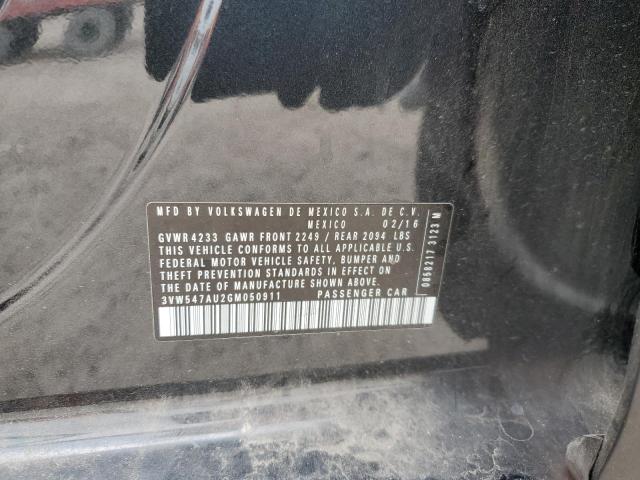 MFD BY VOLKSWAGEN DE MEXICO S.A. DE C.V.
MEXICO 02/16
GVWR 4233 GAWR FRONT 2249 / REAR 2094 LBS
THIS VEHICLE CONFORMS TO ALL APPLICABLE U.S.
FEDERAL MOTOR VEHICLE SAFETY, BUMPER AND
THEFT PREVENTION STANDARDS IN EFFECT ON
THE DATE OF MANUFACTURE SHOWN ABOVE.
3VW547AU2GM050911 PASSENGER CAR
0858217 3123 M